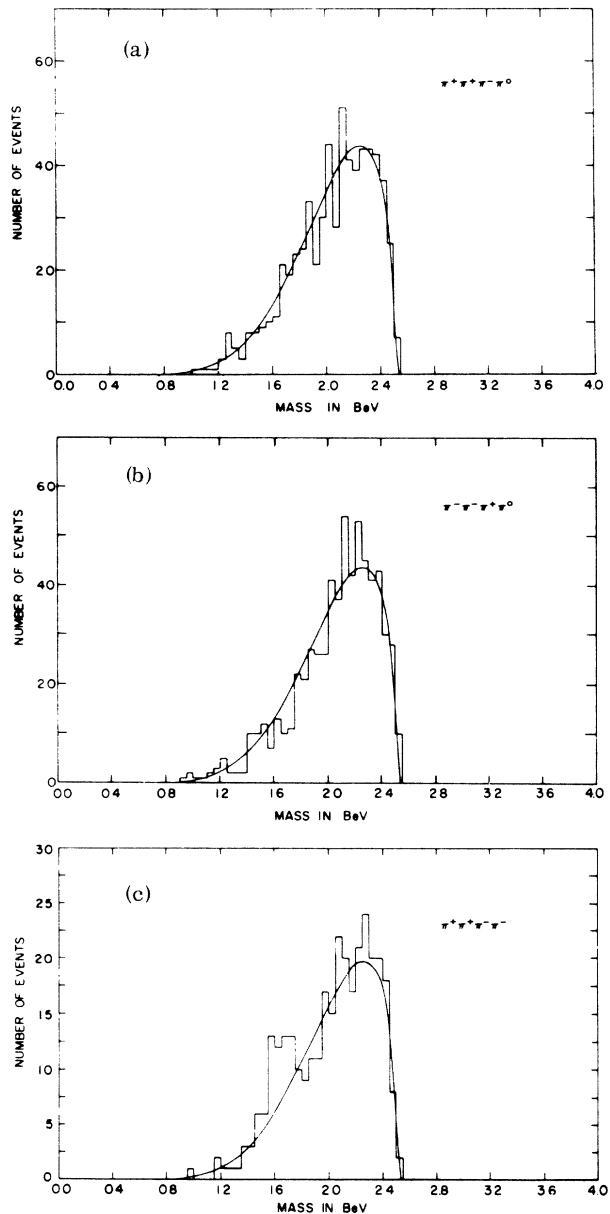 (a)
π⁺π⁺π⁻π⁰
60
40
20
0
NUMBER OF EVENTS
0.0 0.4 0.8 1.2 1.6 2.0 2.4 2.8 3.2 3.6 4.0
MASS IN BeV
(b)
π⁻π⁻π⁺π⁰
60
40
20
0
NUMBER OF EVENTS
0.0 0.4 0.8 1.2 1.6 2.0 2.4 2.8 3.2 3.6 4.0
MASS IN BeV
(c)
π⁺π⁺π⁻π⁻
30
25
20
15
10
5
0
NUMBER OF EVENTS
0.0 0.4 0.8 1.2 1.6 2.0 2.4 2.8 3.2 3.6 4.0
MASS IN BeV